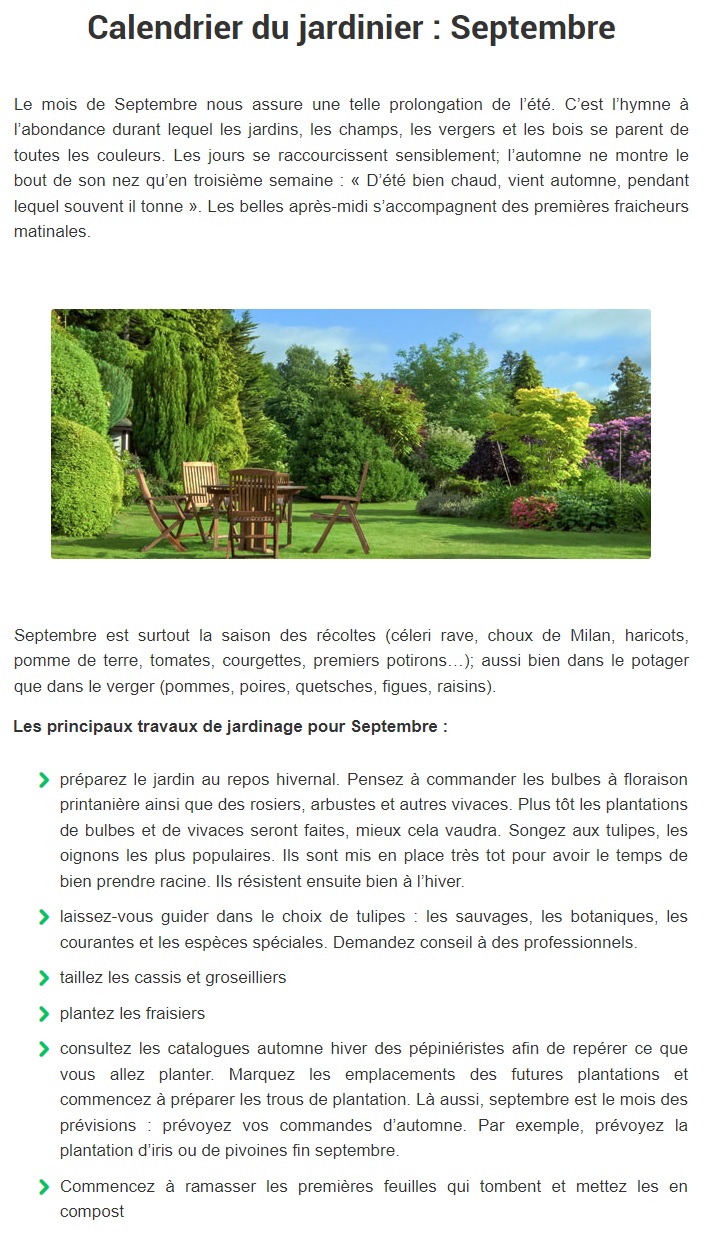 Calendrier du jardinier : Septembre
Le mois de Septembre nous assure une telle prolongation de l’été. C’est l’hymne à
l’abondance durant lequel les jardins, les champs, les vergers et les bois se parent de
toutes les couleurs. Les jours se raccourcissent sensiblement; l’automne ne montre le
bout de son nez qu’en troisième semaine : « D’été bien chaud, vient automne, pendant
lequel souvent il tonne ». Les belles après-midi s’accompagnent des premières fraicheurs
matinales.
Septembre est surtout la saison des récoltes (céleri rave, choux de Milan, haricots,
pomme de terre, tomates, courgettes, premiers potirons…); aussi bien dans le potager
que dans le verger (pommes, poires, quetsches, figues, raisins).
Les principaux travaux de jardinage pour Septembre :
préparez le jardin au repos hivernal. Pensez à commander les bulbes à floraison
printanière ainsi que des rosiers, arbustes et autres vivaces. Plus tôt les plantations
de bulbes et de vivaces seront faites, mieux cela vaudra. Songez aux tulipes, les
oignons les plus populaires. Ils sont mis en place très tot pour avoir le temps de
bien prendre racine. Ils résistent ensuite bien à l’hiver.
laissez-vous guider dans le choix de tulipes : les sauvages, les botaniques, les
courantes et les espèces spéciales. Demandez conseil à des professionnels.
taillez les cassis et groseilliers
plantez les fraisiers
consultez les catalogues automne hiver des pépiniéristes afin de repérer ce que
vous allez planter. Marquez les emplacements des futures plantations et
commencez à préparer les trous de plantation. Là aussi, septembre est le mois des
prévisions : prévoyez vos commandes d’automne. Par exemple, prévoyez la
plantation d’iris ou de pivoines fin septembre.
Commencez à ramasser les premières feuilles qui tombent et mettez les en
compost